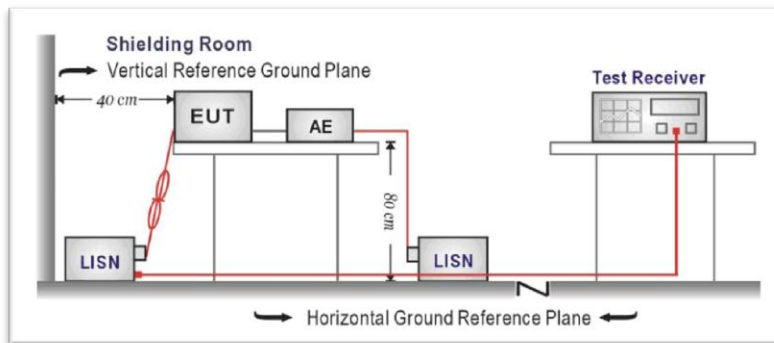 Shielding Room
Vertical Reference Ground Plane
40 cm
EUT
AE
Test Receiver
80 cm
LISN
LISN
Horizontal Ground Reference Plane